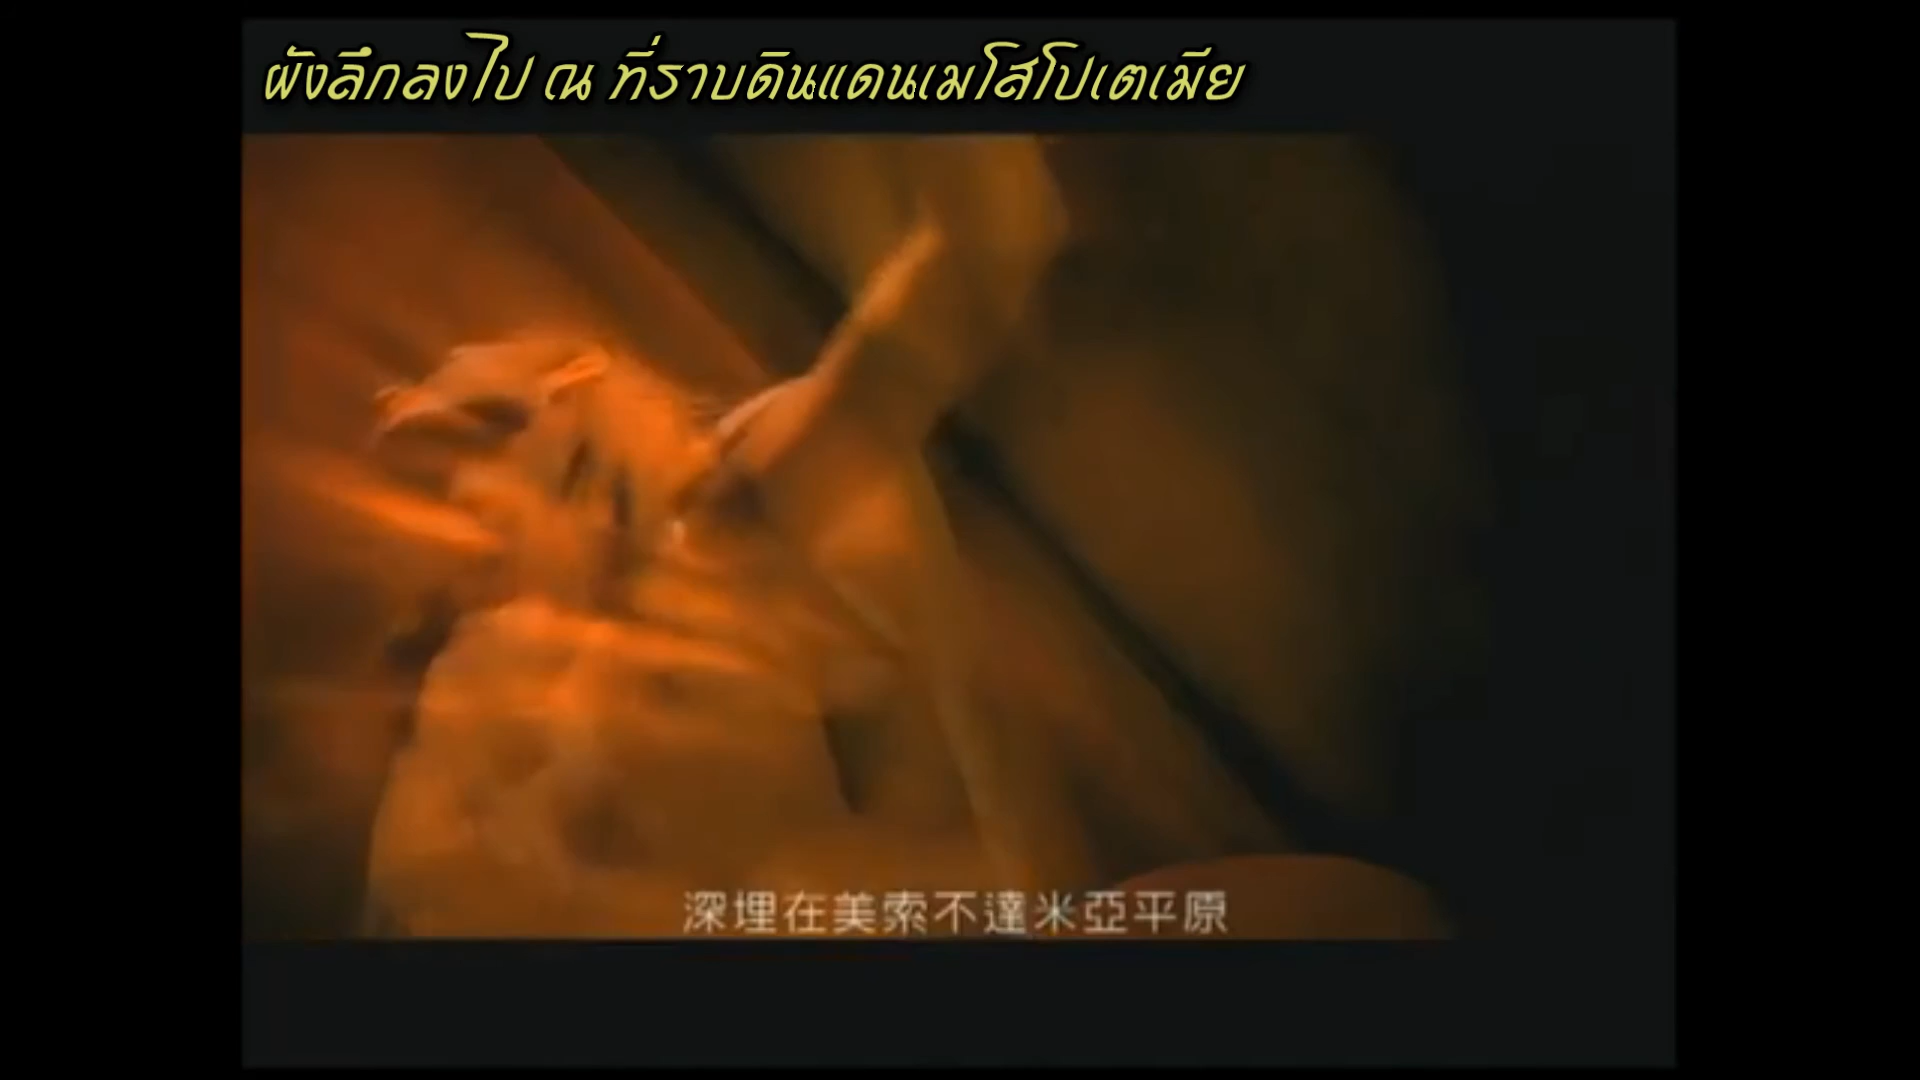 ผังลึกลงไป ณ ที่ราบดินแดนเมโสโปเตเมีย
深埋在美索不達米亞平原